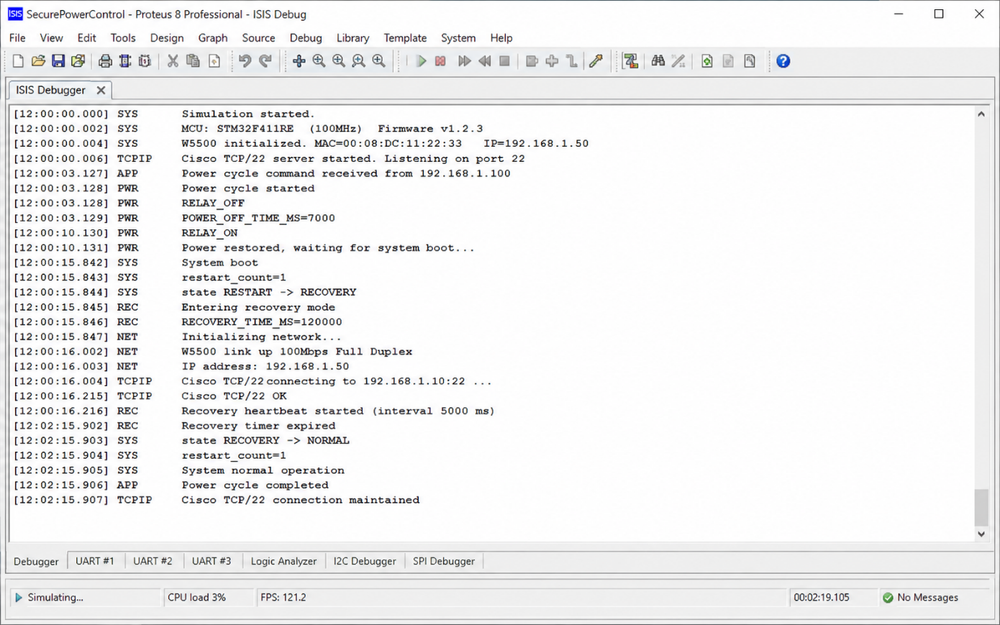 ISIS SecurePowerControl - Proteus 8 Professional - ISIS Debug
File View Edit Tools Design Graph Source Debug Library Template System Help
ISIS Debugger
[12:00:00.000] SYS Simulation started.
[12:00:00.002] SYS MCU: STM32F411RE (100MHz) Firmware v1.2.3
[12:00:00.004] SYS W5500 initialized. MAC=00:08:DC:11:22:33 IP=192.168.1.50
[12:00:00.006] TCPIP Cisco TCP/22 server started. Listening on port 22
[12:00:03.127] APP Power cycle command received from 192.168.1.100
[12:00:03.128] PWR Power cycle started
[12:00:03.128] PWR RELAY_OFF
[12:00:03.129] PWR POWER_OFF_TIME_MS=7000
[12:00:10.130] PWR RELAY_ON
[12:00:10.131] PWR Power restored, waiting for system boot...
[12:00:15.842] SYS System boot
[12:00:15.843] SYS restart_count=1
[12:00:15.844] SYS state RESTART -> RECOVERY
[12:00:15.845] REC Entering recovery mode
[12:00:15.846] REC RECOVERY_TIME_MS=120000
[12:00:15.847] NET Initializing network...
[12:00:16.002] NET W5500 link up 100Mbps Full Duplex
[12:00:16.003] NET IP address: 192.168.1.50
[12:00:16.004] TCPIP Cisco TCP/22 connecting to 192.168.1.10:22 ...
[12:00:16.215] TCPIP Cisco TCP/22 OK
[12:00:16.216] REC Recovery heartbeat started (interval 5000 ms)
[12:02:15.902] REC Recovery timer expired
[12:02:15.903] SYS state RECOVERY -> NORMAL
[12:02:15.904] SYS restart_count=1
[12:02:15.905] SYS System normal operation
[12:02:15.906] APP Power cycle completed
[12:02:15.907] TCPIP Cisco TCP/22 connection maintained
Debugger UART #1 UART #2 UART #3 Logic Analyzer I2C Debugger SPI Debugger
Simulating... CPU load 3% FPS: 121.2 00:02:19.105 No Messages